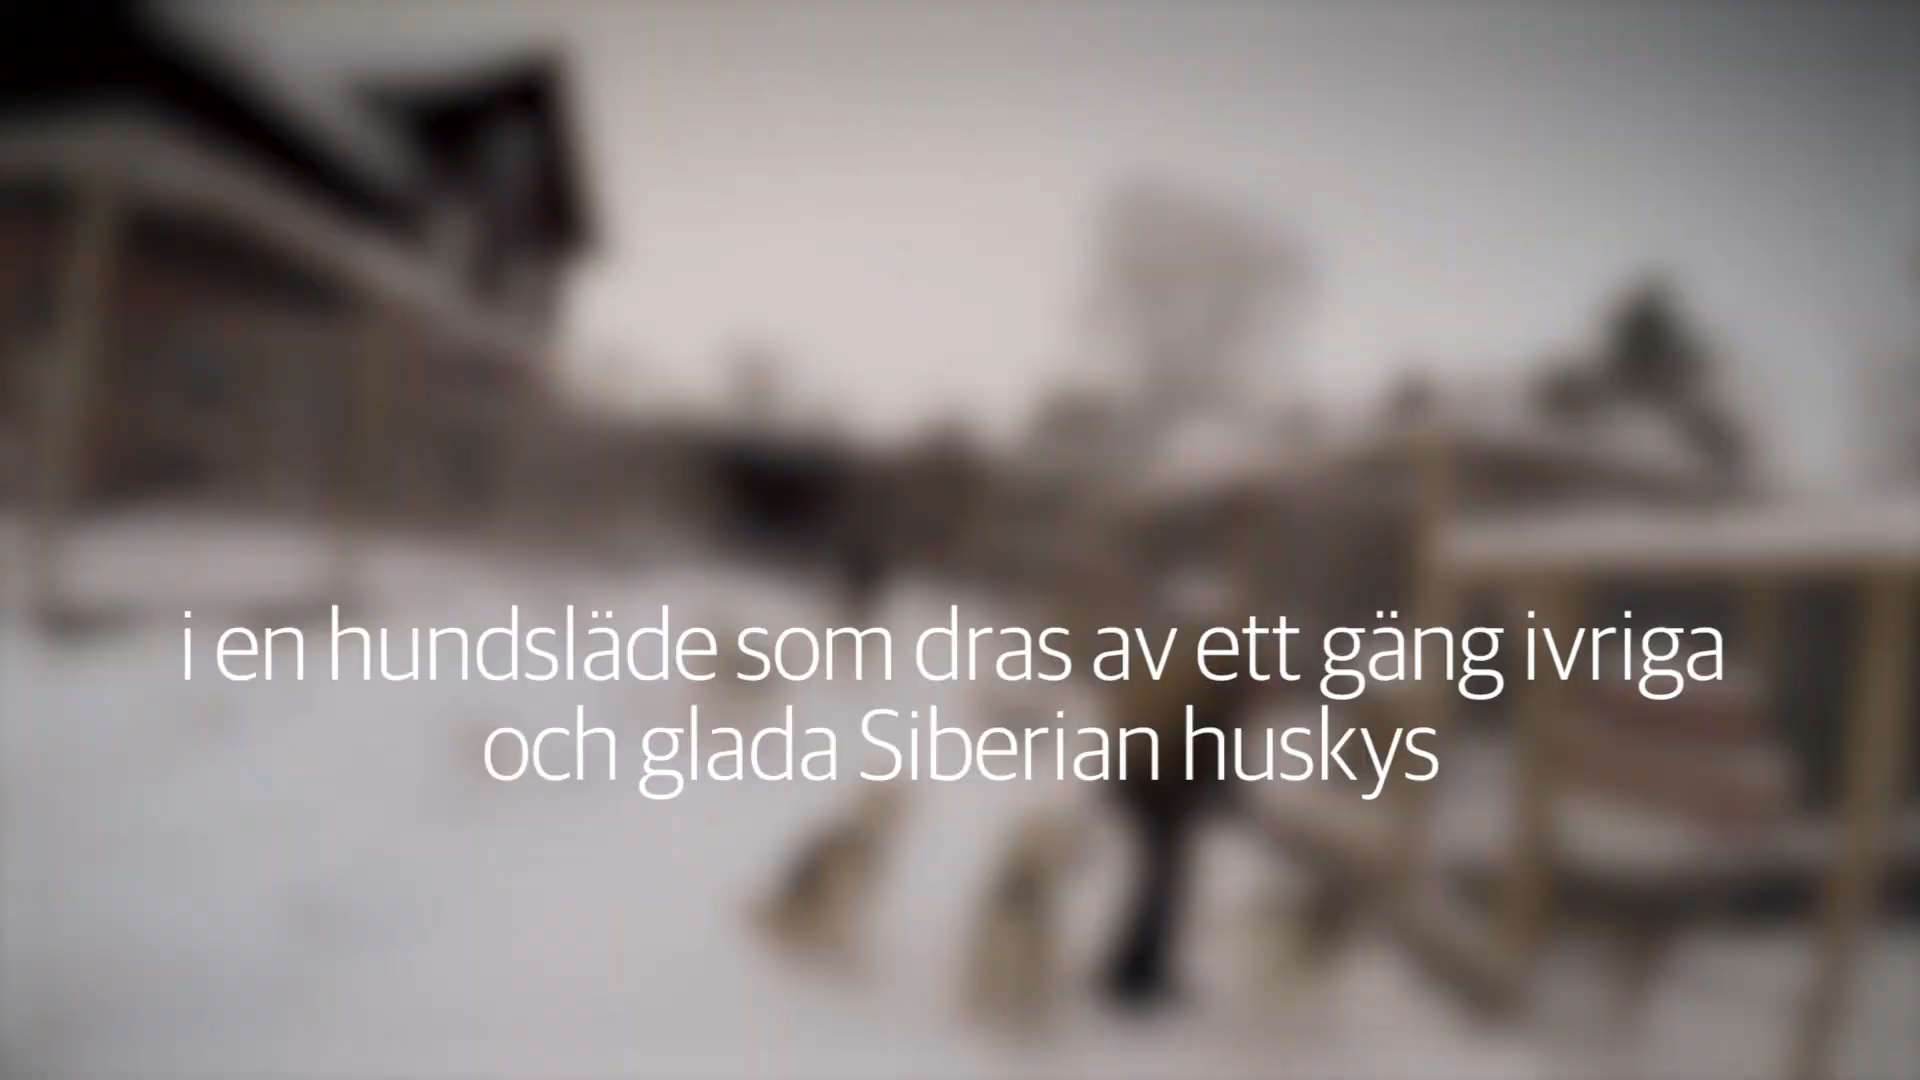 i en hundsläde som dras av ett gäng ivriga
och glada Siberian huskys